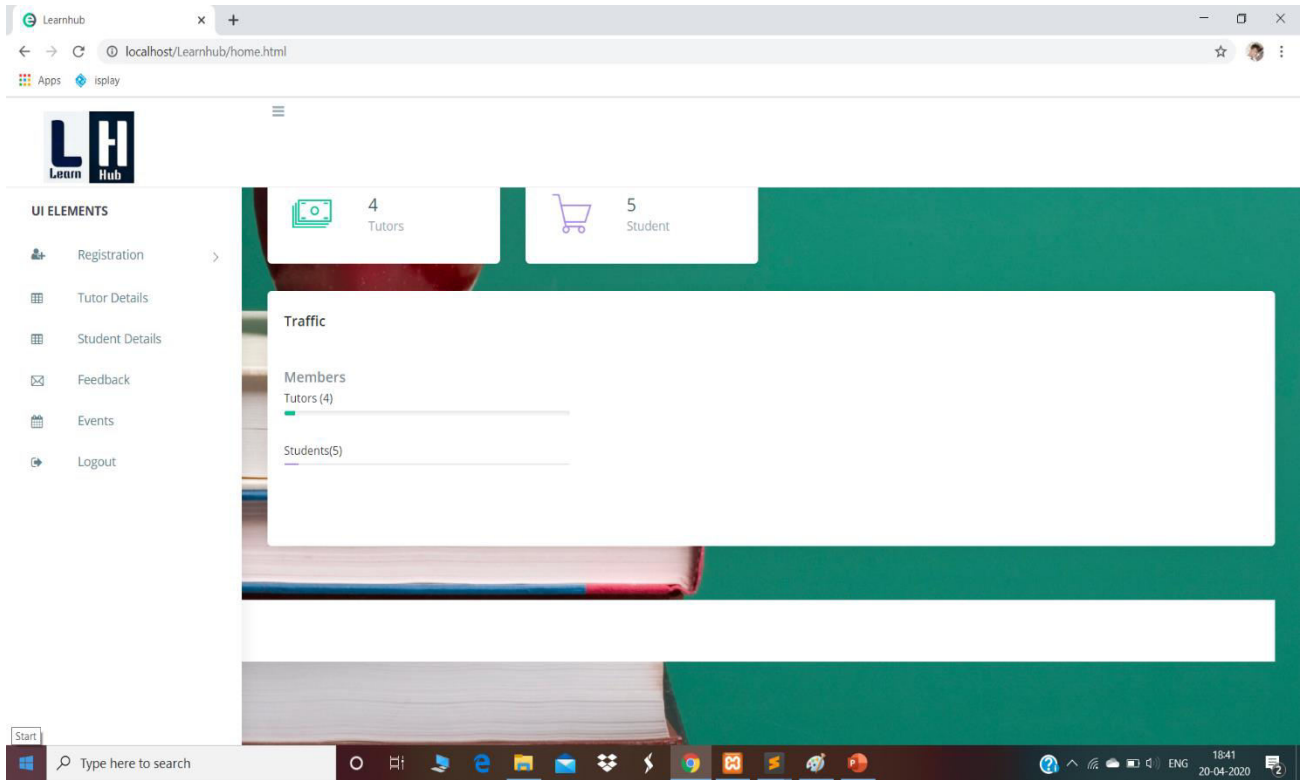 Learnhub
localhost/Learnhub/home.html
Apps isplay
L H
Learn Hub
UI ELEMENTS
Registration
Tutor Details
Student Details
Feedback
Events
Logout
4
Tutors
5
Student
Traffic
Members
Tutors (4)
Students(5)
Start
Type here to search
ENG
18:41
20-04-2020
2